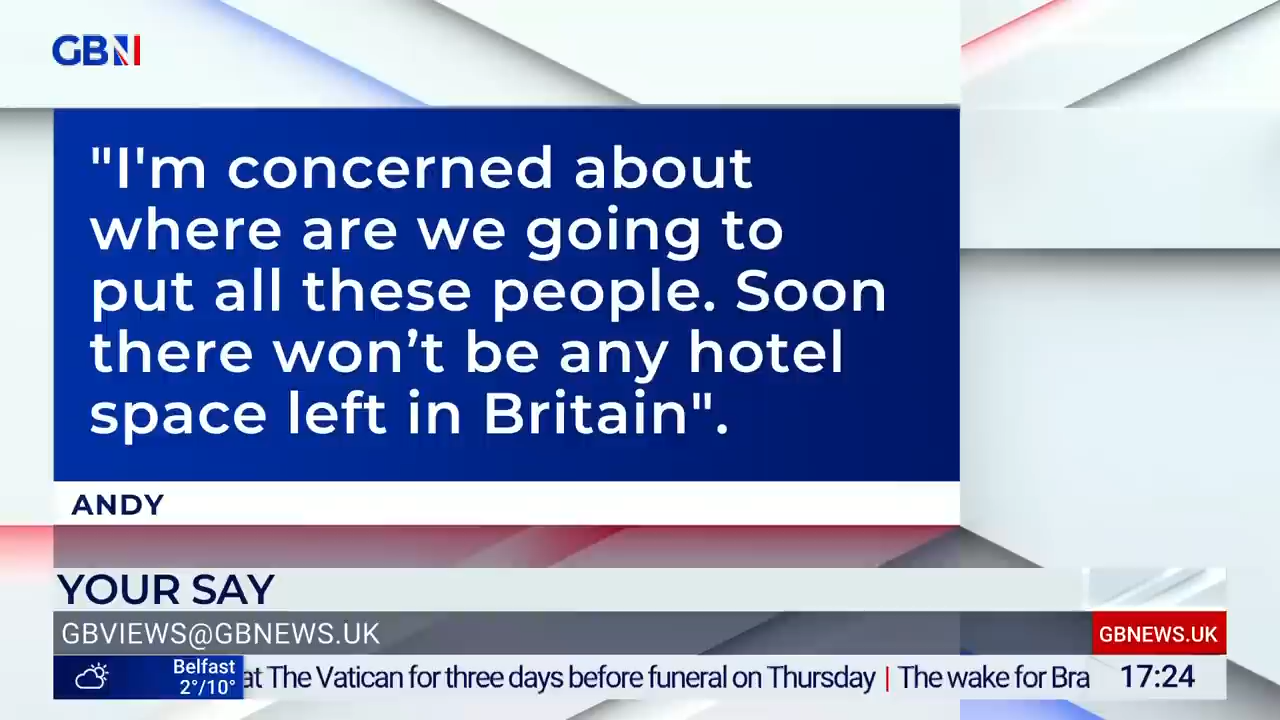 GBN
"I'm concerned about
where are we going to
put all these people. Soon
there won’t be any hotel
space left in Britain".
ANDY
YOUR SAY
GBVIEWS@GBNEWS.UK
GBNEWS.UK
Belfast
2°/10°
at The Vatican for three days before funeral on Thursday | The wake for Bra
17:24